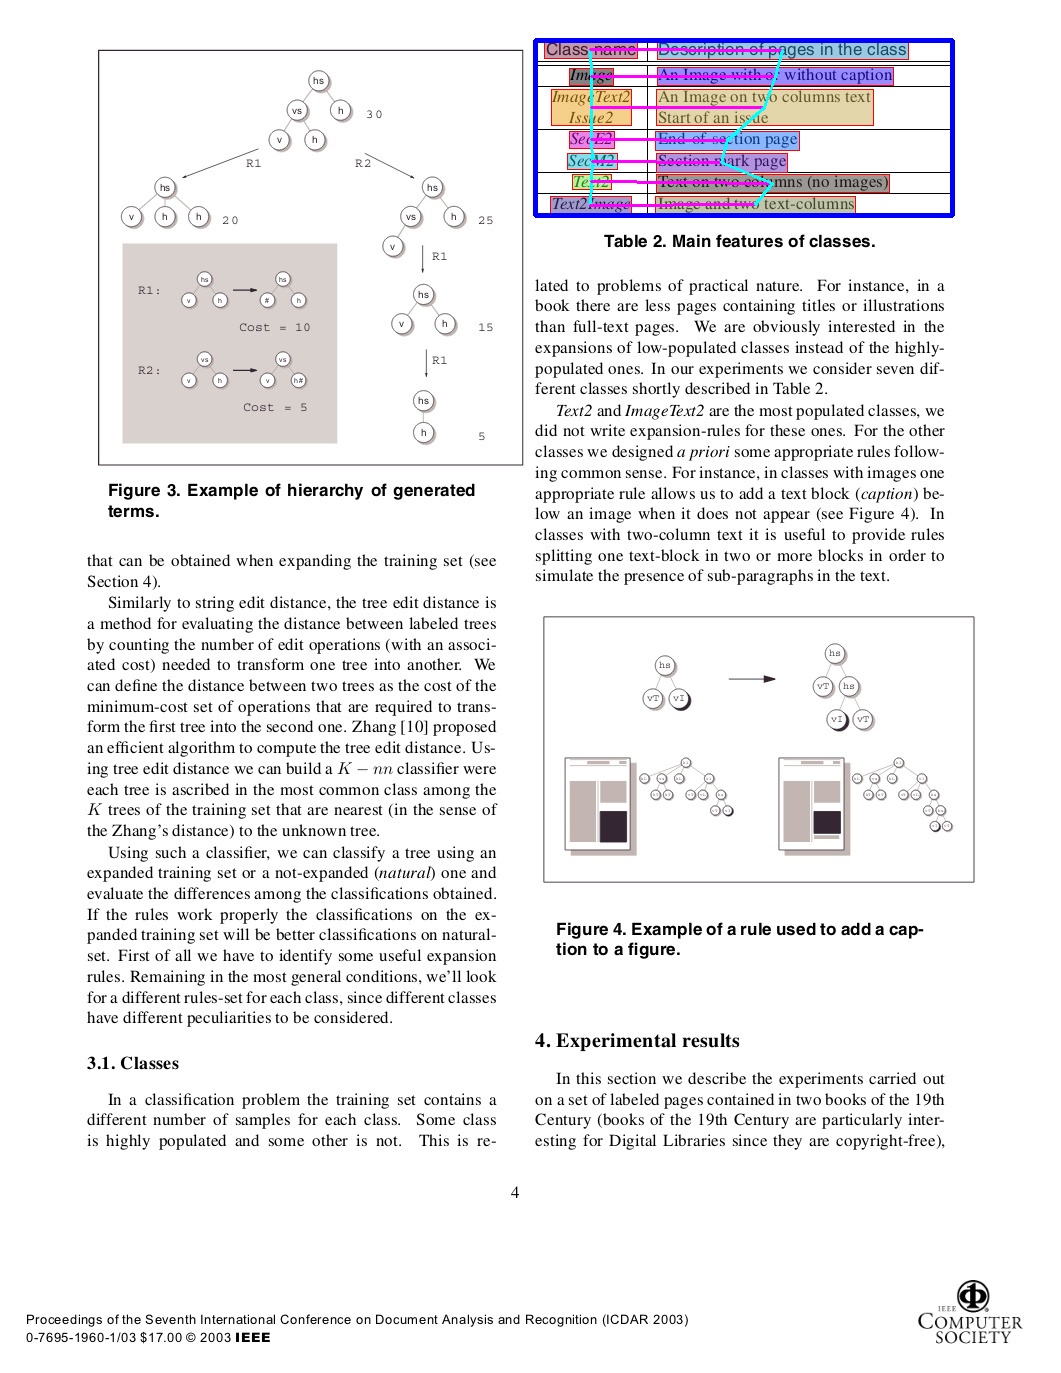 hs
vs
h
30
v
h
R1
R2
hs
hs
v
h
h
20
vs
h
25
v
R1
R1:
hs
v
h
hs
#
h
hs
v
h
15
Cost = 10
R1
R2:
vs
v
h
vs
v
h#
hs
Cost = 5
h
5
Figure 3. Example of hierarchy of generated
terms.
that can be obtained when expanding the training set (see
Section 4).
Similarly to string edit distance, the tree edit distance is
a method for evaluating the distance between labeled trees
by counting the number of edit operations (with an associ-
ated cost) needed to transform one tree into another. We
can define the distance between two trees as the cost of the
minimum-cost set of operations that are required to trans-
form the first tree into the second one. Zhang [10] proposed
an efficient algorithm to compute the tree edit distance. Us-
ing tree edit distance we can build a K − nn classifier were
each tree is ascribed in the most common class among the
K trees of the training set that are nearest (in the sense of
the Zhang's distance) to the unknown tree.
Using such a classifier, we can classify a tree using an
expanded training set or a not-expanded (natural) one and
evaluate the differences among the classifications obtained.
If the rules work properly the classifications on the ex-
panded training set will be better classifications on natural-
set. First of all we have to identify some useful expansion
rules. Remaining in the most general conditions, we'll look
for a different rules-set for each class, since different classes
have different peculiarities to be considered.
3.1. Classes
In a classification problem the training set contains a
different number of samples for each class. Some class
is highly populated and some other is not. This is re-
Class name Description of pages in the class
Image An Image with or without caption
ImageText2 An Image on two columns text
Issue2 Start of an issue
SecE2 End-of-section page
SecM2 Section mark page
Text2 Text on two columns (no images)
Text2Image Image and two text-columns
Table 2. Main features of classes.
lated to problems of practical nature. For instance, in a
book there are less pages containing titles or illustrations
than full-text pages. We are obviously interested in the
expansions of low-populated classes instead of the highly-
populated ones. In our experiments we consider seven dif-
ferent classes shortly described in Table 2.
Text2 and ImageText2 are the most populated classes, we
did not write expansion-rules for these ones. For the other
classes we designed a priori some appropriate rules follow-
ing common sense. For instance, in classes with images one
appropriate rule allows us to add a text block (caption) be-
low an image when it does not appear (see Figure 4). In
classes with two-column text it is useful to provide rules
splitting one text-block in two or more blocks in order to
simulate the presence of sub-paragraphs in the text.
hs
vT
vI
hs
vT
hs
vI
vT
Figure 4. Example of a rule used to add a cap-
tion to a figure.
4. Experimental results
In this section we describe the experiments carried out
on a set of labeled pages contained in two books of the 19th
Century (books of the 19th Century are particularly inter-
esting for Digital Libraries since they are copyright-free),
4
Proceedings of the Seventh International Conference on Document Analysis and Recognition (ICDAR 2003)
0-7695-1960-1/03 $17.00 © 2003 IEEE
IEEE
COMPUTER
SOCIETY